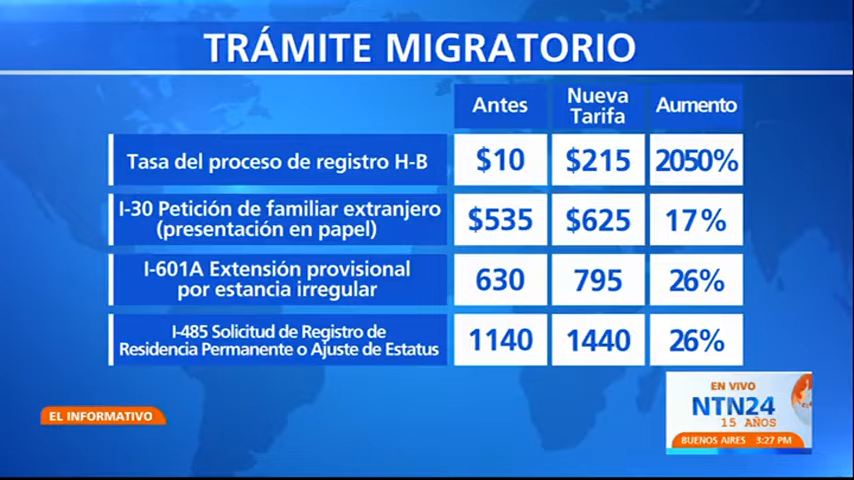 TRÁMITE MIGRATORIO
Antes
Nueva
Tarifa
Aumento
Tasa del proceso de registro H-B
$10
$215
2050%
I-30 Petición de familiar extranjero
(presentación en papel)
$535
$625
17%
I-601A Extensión provisional
por estancia irregular
630
795
26%
I-485 Solicitud de Registro de
Residencia Permanente o Ajuste de Estatus
1140
1440
26%
EL INFORMATIVO
EN VIVO
NTN24
15 AÑOS
BUENOS AIRES 3:27 PM